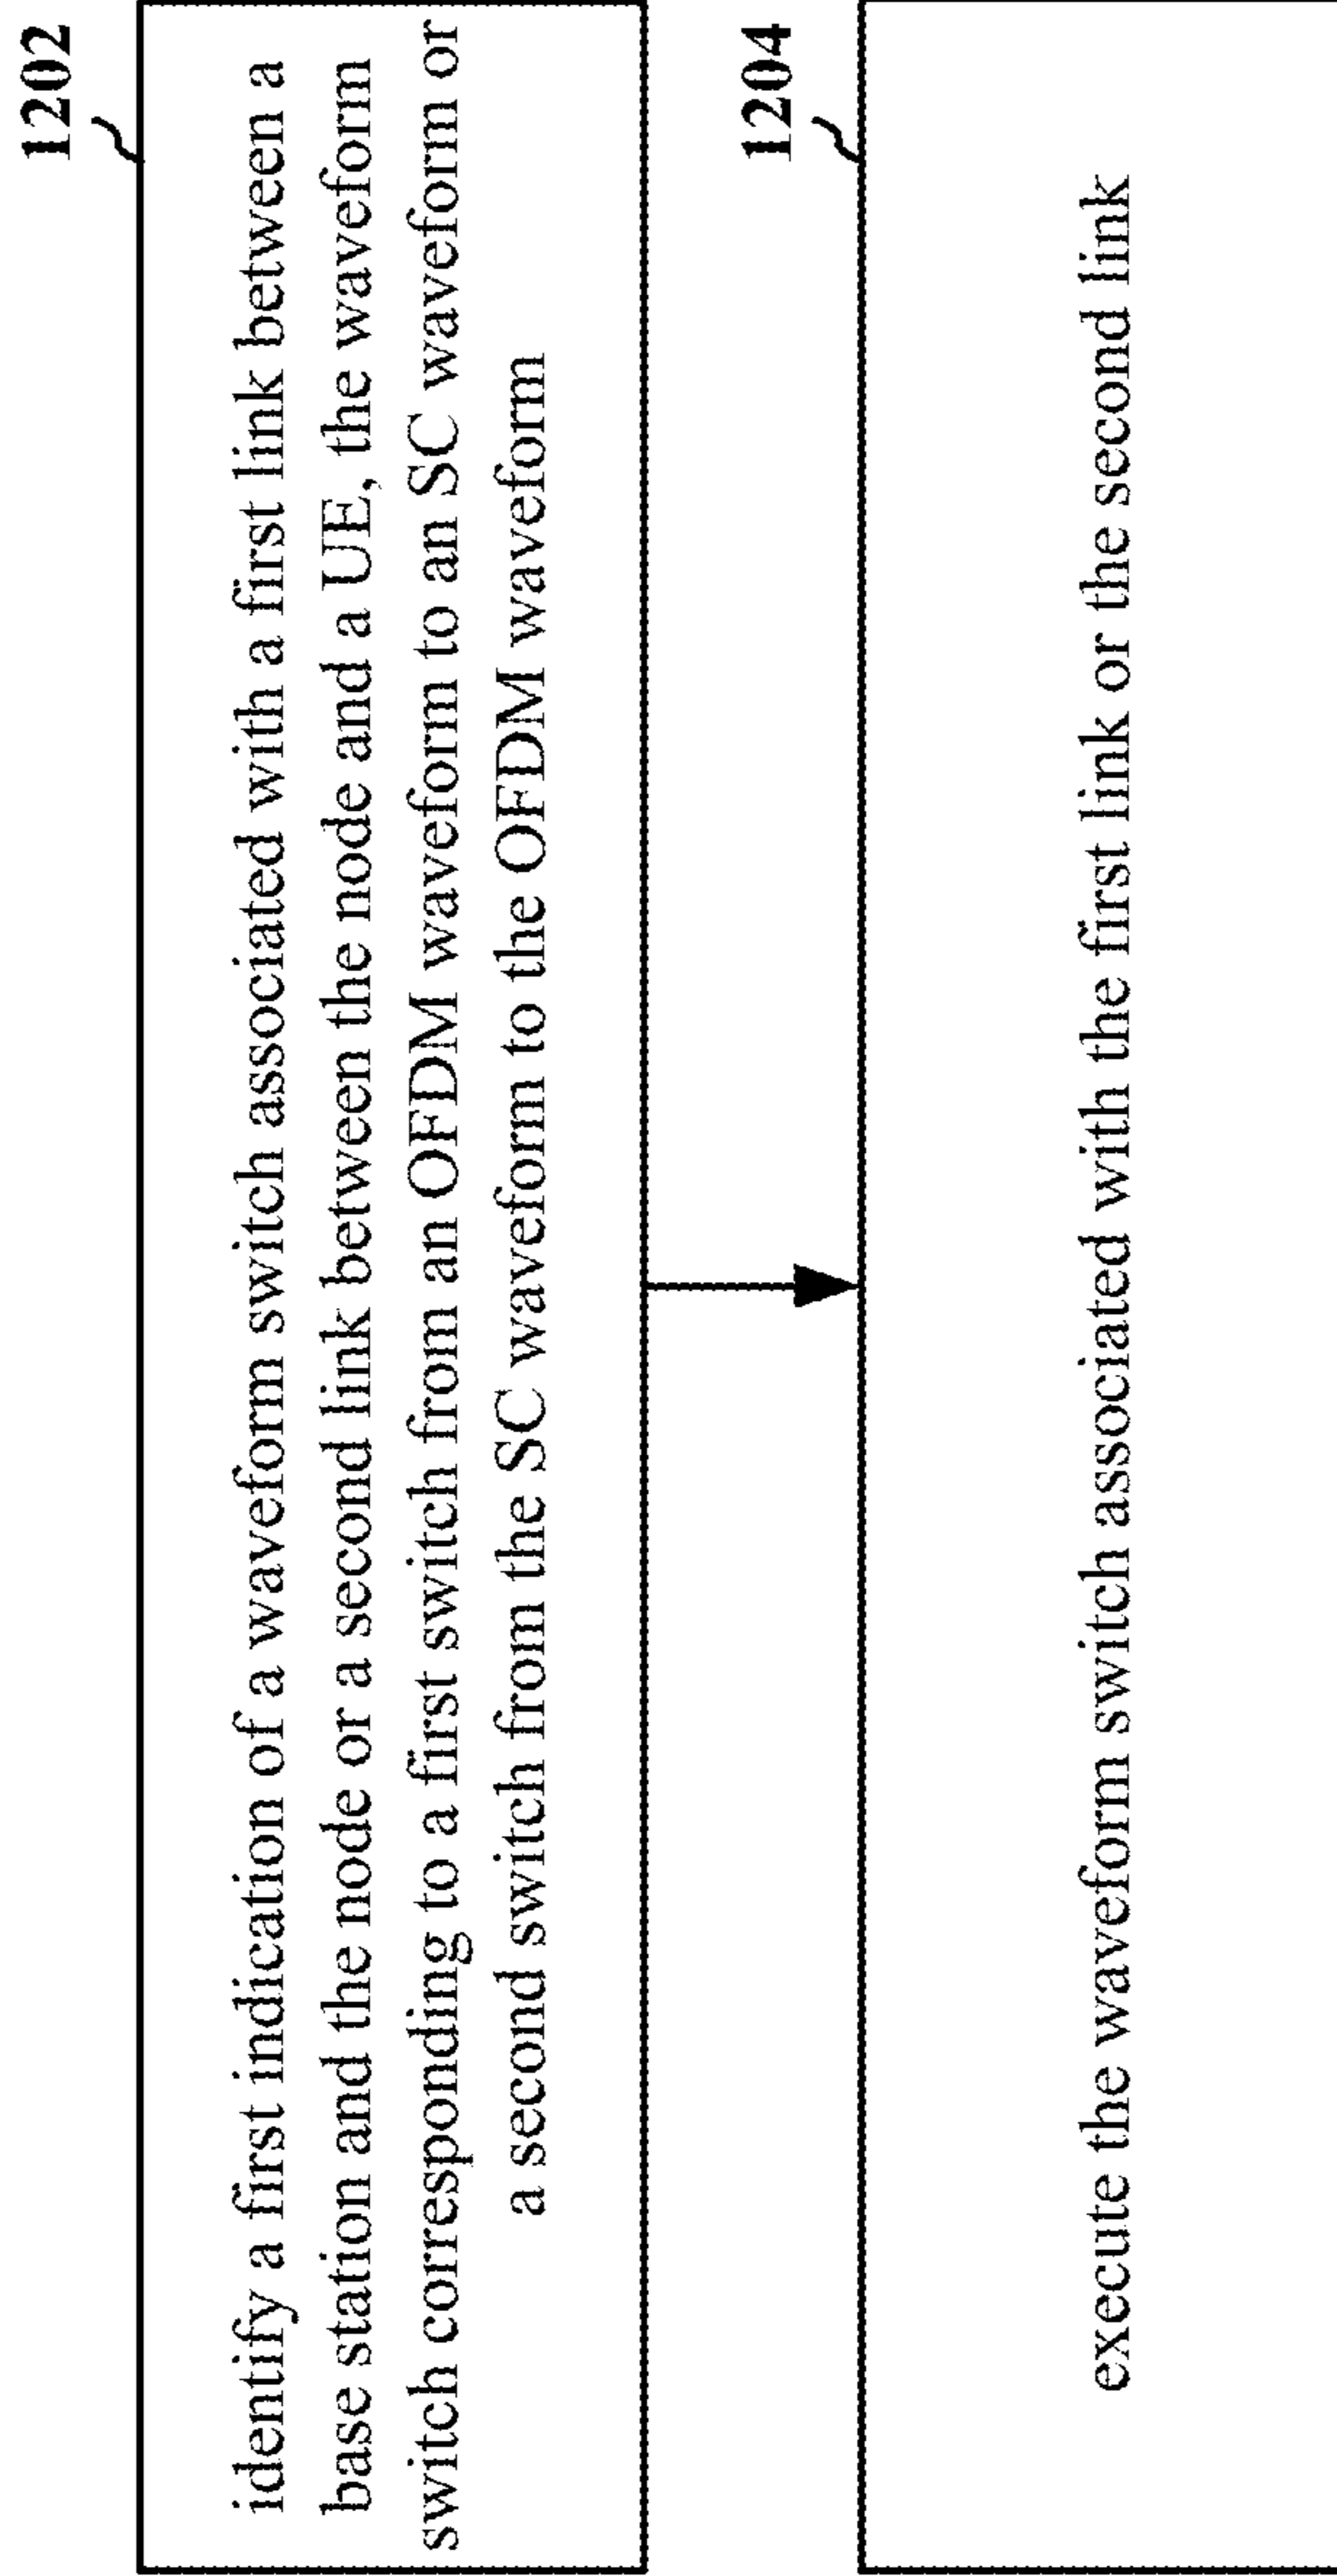 1202
identify a first indication of a waveform switch associated with a first link between a
base station and the node or a second link between the node and a UE, the waveform
switch corresponding to a first switch from an OFDM waveform to an SC waveform or
a second switch from the SC waveform to the OFDM waveform
1204
execute the waveform switch associated with the first link or the second link